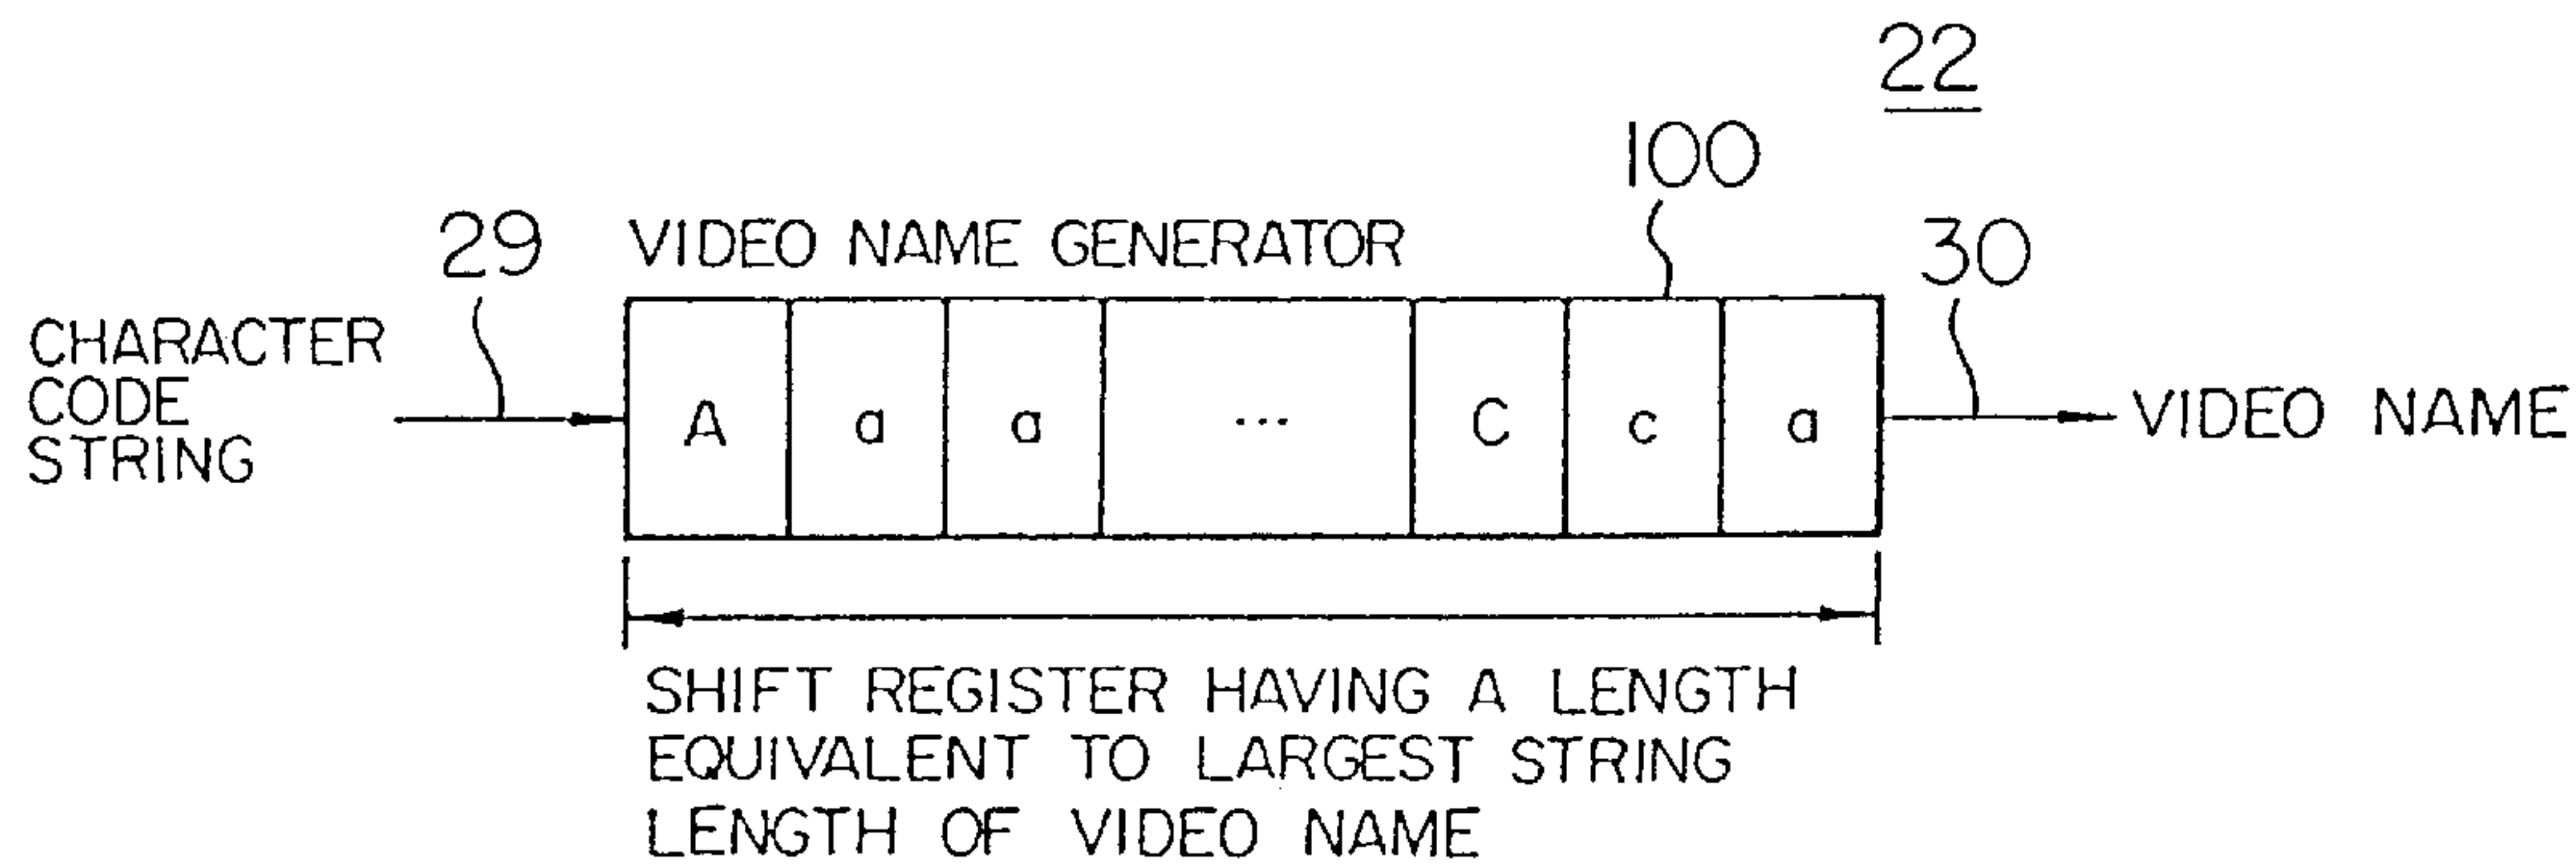 22
100
29
VIDEO NAME GENERATOR
30
CHARACTER
CODE
STRING
A a a ... C c a
VIDEO NAME
SHIFT REGISTER HAVING A LENGTH
EQUIVALENT TO LARGEST STRING
LENGTH OF VIDEO NAME